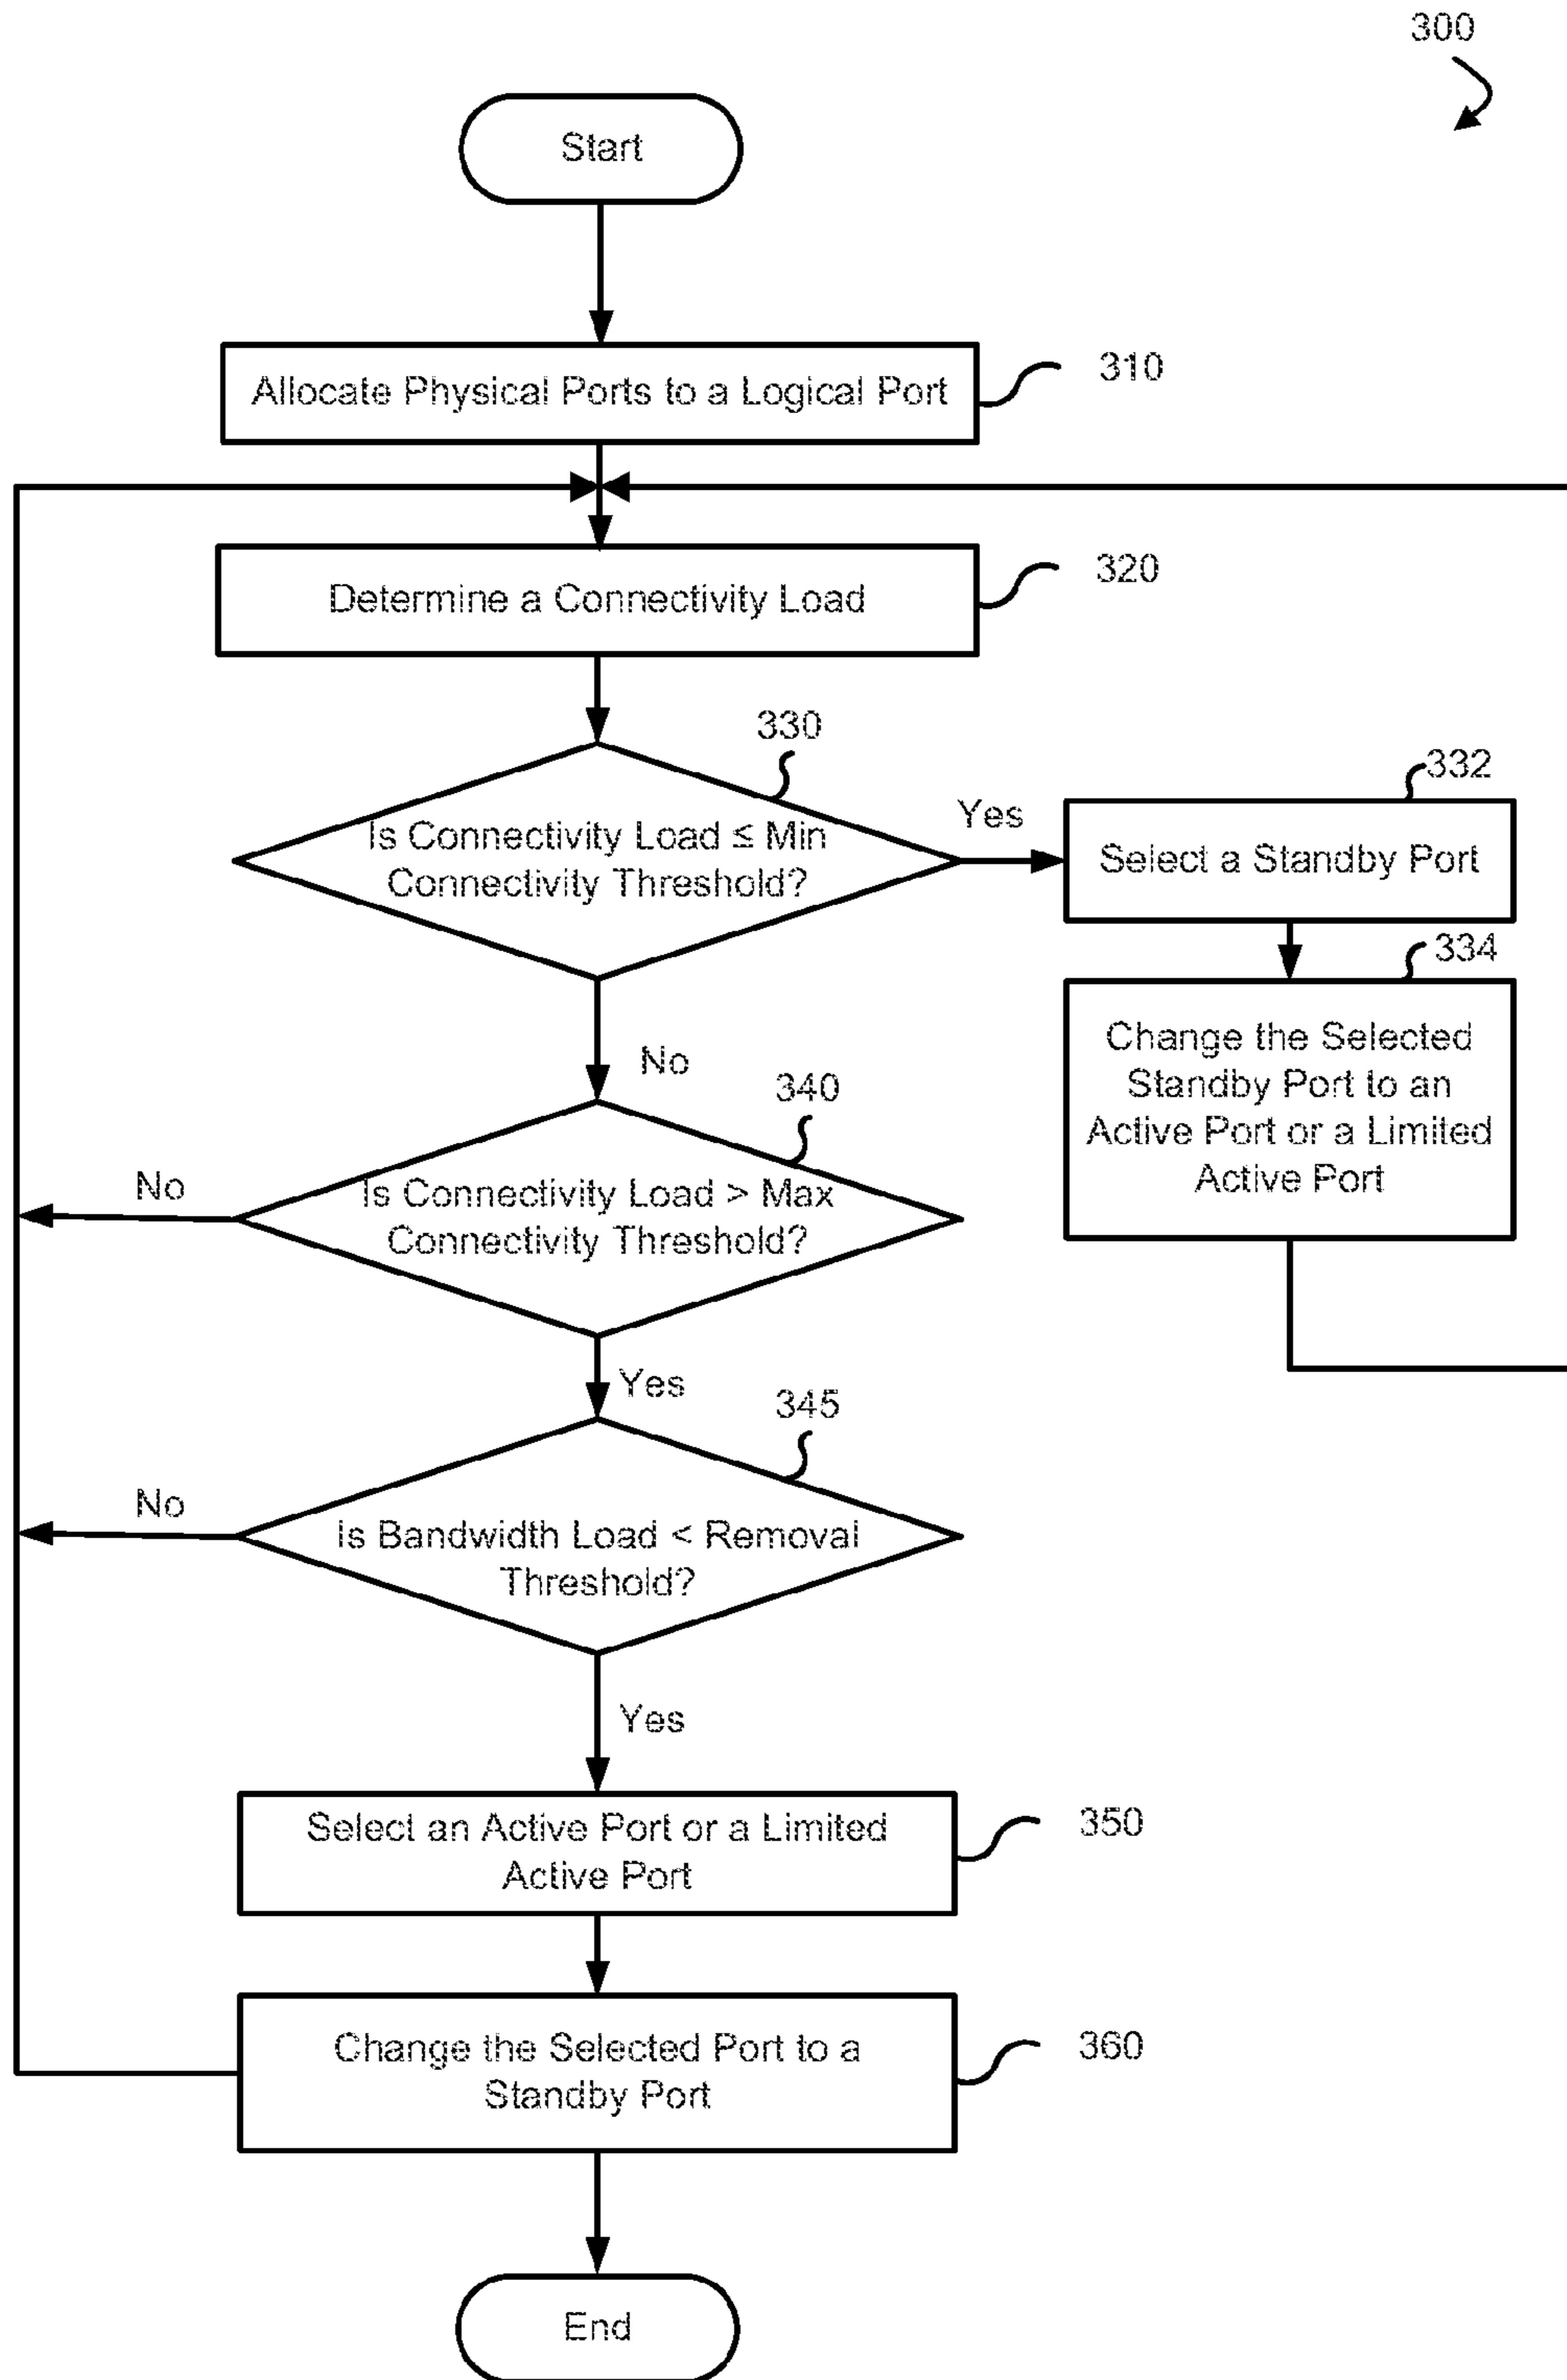 300
Start
Allocate Physical Ports to a Logical Port
310
Determine a Connectivity Load
320
330
Is Connectivity Load ≤ Min
Connectivity Threshold?
Yes
332
Select a Standby Port
334
Change the Selected
Standby Port to an
Active Port or a Limited
Active Port
No
340
Is Connectivity Load > Max
Connectivity Threshold?
No
Yes
345
Is Bandwidth Load < Removal
Threshold?
No
Yes
Select an Active Port or a Limited
Active Port
350
Change the Selected Port to a
Standby Port
360
End